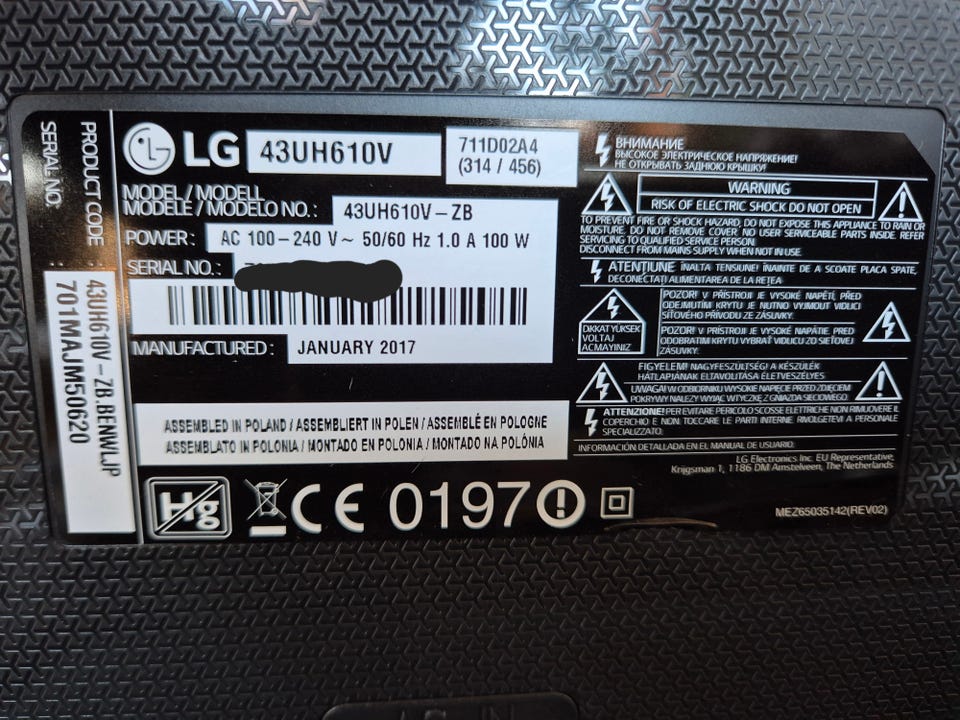 PRODUCT CODE :
SERIAL NO :
43UH610V - ZB.BEKWLJP
701MAJM50620
LG
43UH610V
711D02A4
(314 / 456)
MODEL / MODELL
MODELE / MODELO NO. :
43UH610V – ZB
POWER :
AC 100 – 240 V ~ 50/60 Hz 1.0 A 100 W
SERIAL NO. :
MANUFACTURED :
JANUARY 2017
ASSEMBLED IN POLAND / ASSEMBLIERT IN POLEN / ASSEMBLÉ EN POLOGNE
ASSEMBLATO IN POLONIA / MONTADO EN POLONIA / MONTADO NA POLÓNIA
Hg
CE 0197
ВНИМАНИЕ
ВЫСОКОЕ ЭЛЕКТРИЧЕСКОЕ НАПРЯЖЕНИЕ!
НЕ ОТКРЫВАТЬ ЗАДНЮЮ КРЫШКУ!
WARNING
RISK OF ELECTRIC SHOCK DO NOT OPEN
TO PREVENT FIRE OR SHOCK HAZARD DO NOT EXPOSE THIS APPLIANCE TO RAIN OR
MOISTURE. DO NOT REMOVE COVER. NO USER SERVICEABLE PARTS INSIDE. REFER
SERVICING TO QUALIFIED SERVICE PERSON.
DISCONNECT FROM MAINS SUPPLY WHEN NOT IN USE.
ATENŢIUNE ÎNALTA TENSIUNE! ÎNAINTE DE A SCOATE PLACA SPATE,
DECONECTAŢI ALIMENTAREA DE LA REŢEA
DIKKAT YÜKSEK
VOLTAJ
ACMAYINIZ
POZOR! V PŘÍSTROJI JE VYSOKÉ NAPĚTÍ, PŘED
ODEJMUTÍM KRYTU JE NUTNO VYJMOUT VIDLICI
SÍŤOVÉHO PŘÍVODU ZE ZÁSUVKY.
POZOR! V PRÍSTROJI JE VYSOKÉ NAPÄTIE. PRED
ODOBRATIM KRYTU VYBRAŤ VIDLICU ZO SIEŤOVEJ
ZÁSUVKY.
FIGYELEM! NAGYFESZÜLTSÉG! A KÉSZÜLÉK
HÁTLAPJÁNAK ELTAVOLÍTÁSA ÉLETVESZÉLYES.
UWAGA! W ODBIORNIKU WYSOKIE NAPIĘCIE PRZED ZDJĘCIEM
POKRYWY NALEŻY WYJĄC WTYCZKĘ Z GNIAZDA SIECIOWEGO.
ATTENZIONE! PER EVITARE PERICOLO SCOSSE ELETTRICHE NON RIMUOVERE IL
COPERCHIO E NON TOCCARE LE PARTI INTERNE. RIVOLGETEVI A PERSONALE
SPECIALIZZATO.
INFORMACIÓN DETALLADA EN EL MANUAL DE USUARIO.
LG Electronics Inc. EU Representative,
Krijgsman 1, 1186 DM Amstelveen, The Netherlands
MEZ65035142(REV02)